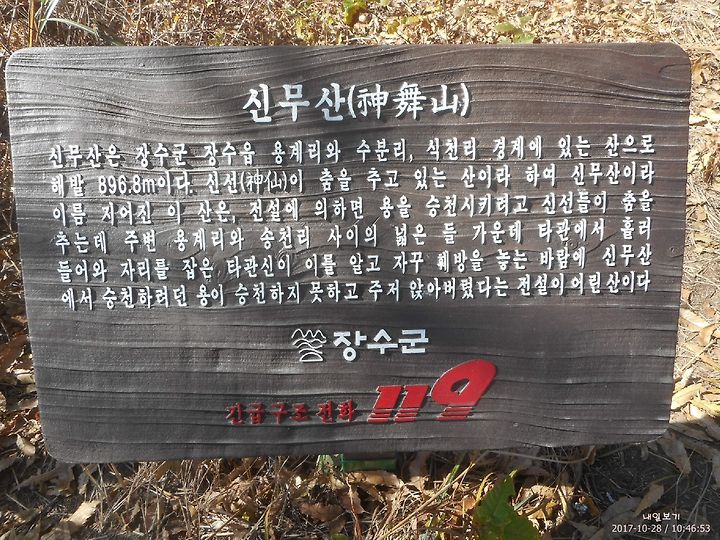 신무산(神舞山)
신무산은 장수군 장수읍 용계리와 수분리, 식천리 경계에 있는 산으로
해발 896.8m이다. 신선(神仙)이 춤을 추고 있는 산이라 하여 신무산이라
이름 지어진 이 산은, 전설에 의하면 용을 승천시키려고 신선들이 춤을
추는데 주변 용계리와 송천리 사이의 넓은 들 가운데 타관에서 흘러
들어와 자리를 잡은 타관신이 이를 알고 자꾸 훼방을 놓는 바람에 신무산
에서 승천하려던 용이 승천하지 못하고 주저 앉아버렸다는 전설이 어린산이다
장수군
긴급구조 전화 119
내일보기
2017-10-28 / 10:46:53